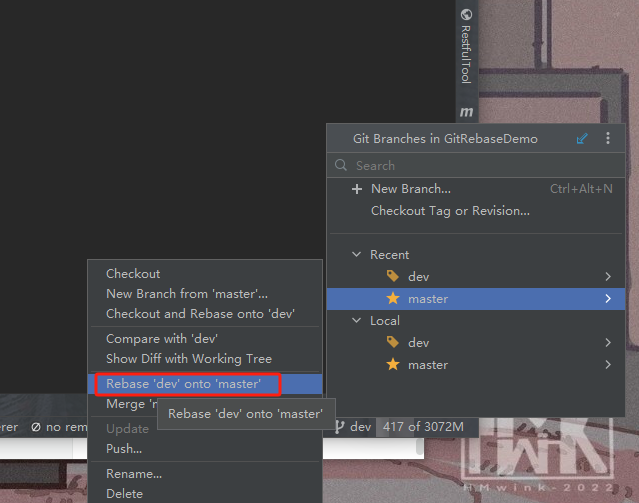 RestfulTool
m
Git Branches in GitRebaseDemo
Search
New Branch... Ctrl+Alt+N
Checkout Tag or Revision...
Recent
dev
master
Local
dev
master
Checkout
New Branch from 'master'...
Checkout and Rebase onto 'dev'
Compare with 'dev'
Show Diff with Working Tree
Rebase 'dev' onto 'master'
Merge
Rebase 'dev' onto 'master'
Update
Push...
Rename...
Delete
erer
no rem
dev 417 of 3072M
HMwink-2022